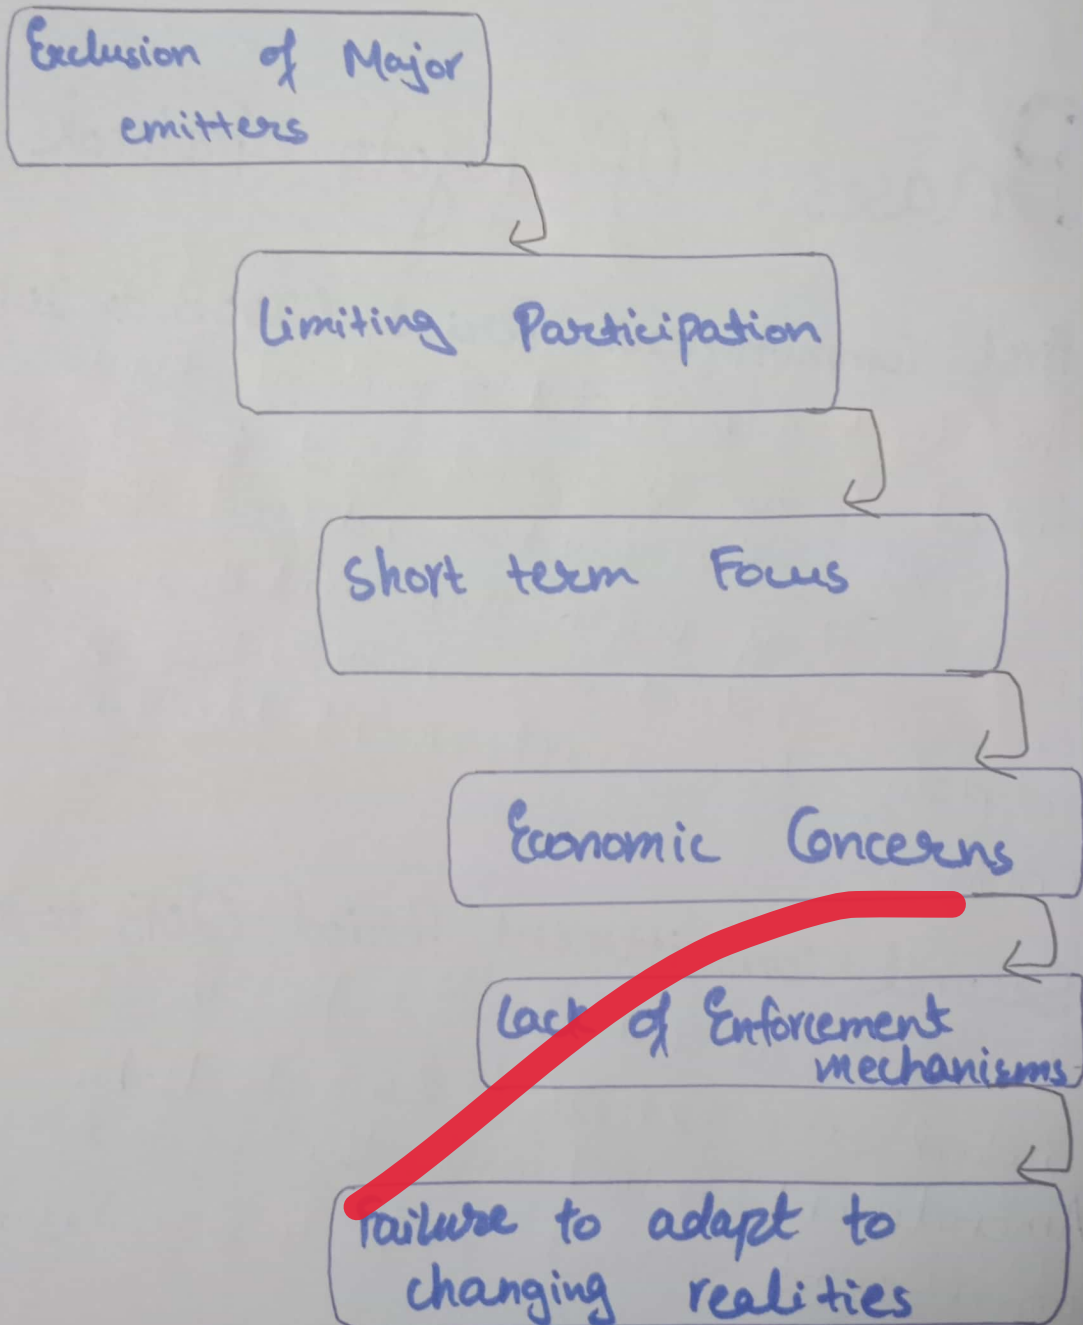 Exclusion of Major
emitters
Limiting Participation
Short term Focus
Economic Concerns
Lack of Enforcement
mechanisms
Failure to adapt to
changing realities